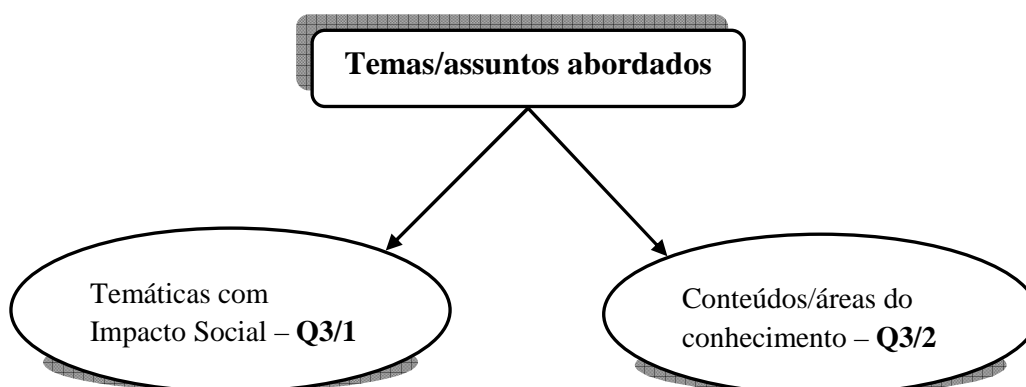 Temas/assuntos abordados
Temáticas com
Impacto Social – Q3/1
Conteúdos/áreas do
conhecimento – Q3/2